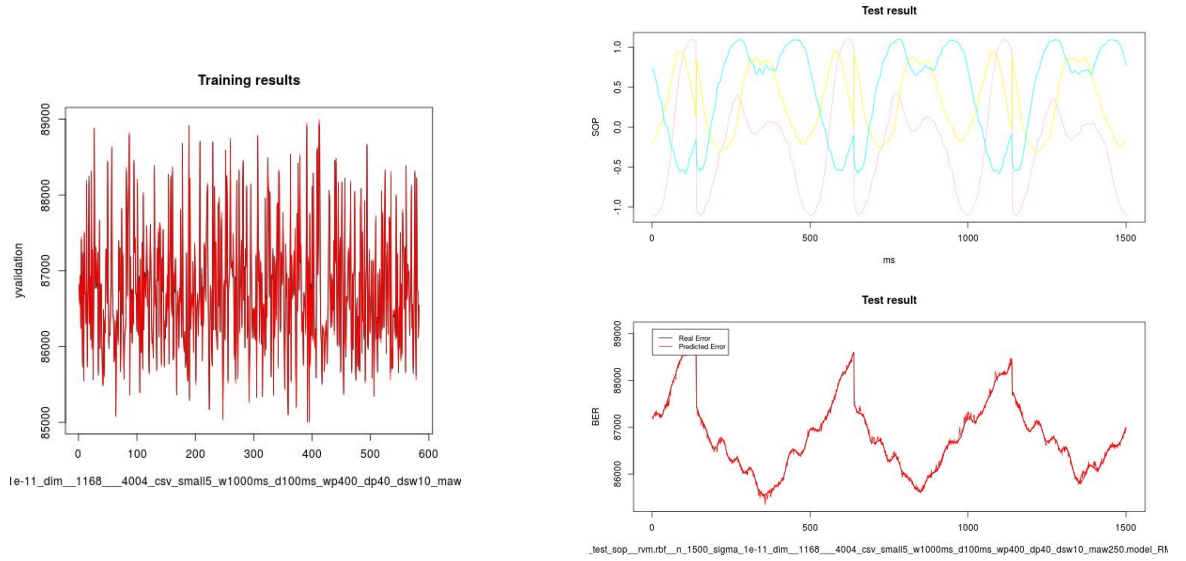 Training results
yvalidation
89000
88000
87000
86000
85000
0 100 200 300 400 500 600
1e-11_dim__1168___4004_csv_small5_w1000ms_d100ms_wp400_dp40_dsw10_maw
Test result
SOP
1.0
0.5
0.0
-0.5
-1.0
0 500 1000 1500
ms
Test result
BER
89000
88000
87000
86000
Real Error
Predicted Error
0 500 1000 1500
_test_sop__rvm.rbf__n_1500_sigma_1e-11_dim__1168___4004_csv_small5_w1000ms_d100ms_wp400_dp40_dsw10_maw250.model_RM